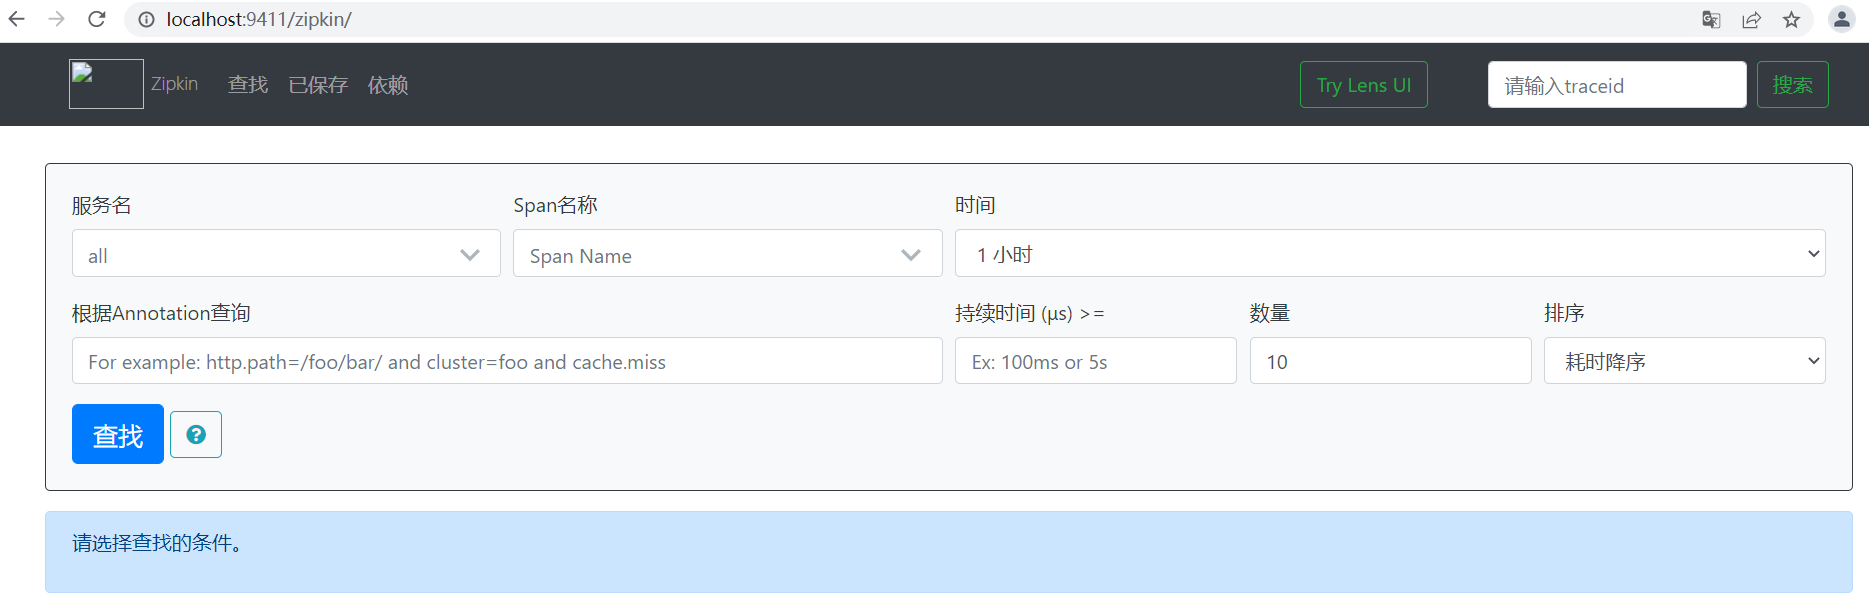 localhost:9411/zipkin/
Zipkin 查找 已保存 依赖 Try Lens UI 请输入traceid 搜索
服务名 Span名称 时间
all Span Name 1 小时
根据Annotation查询 持续时间 (μs) >= 数量 排序
For example: http.path=/foo/bar/ and cluster=foo and cache.miss Ex: 100ms or 5s 10 耗时降序
查找 ?
请选择查找的条件。